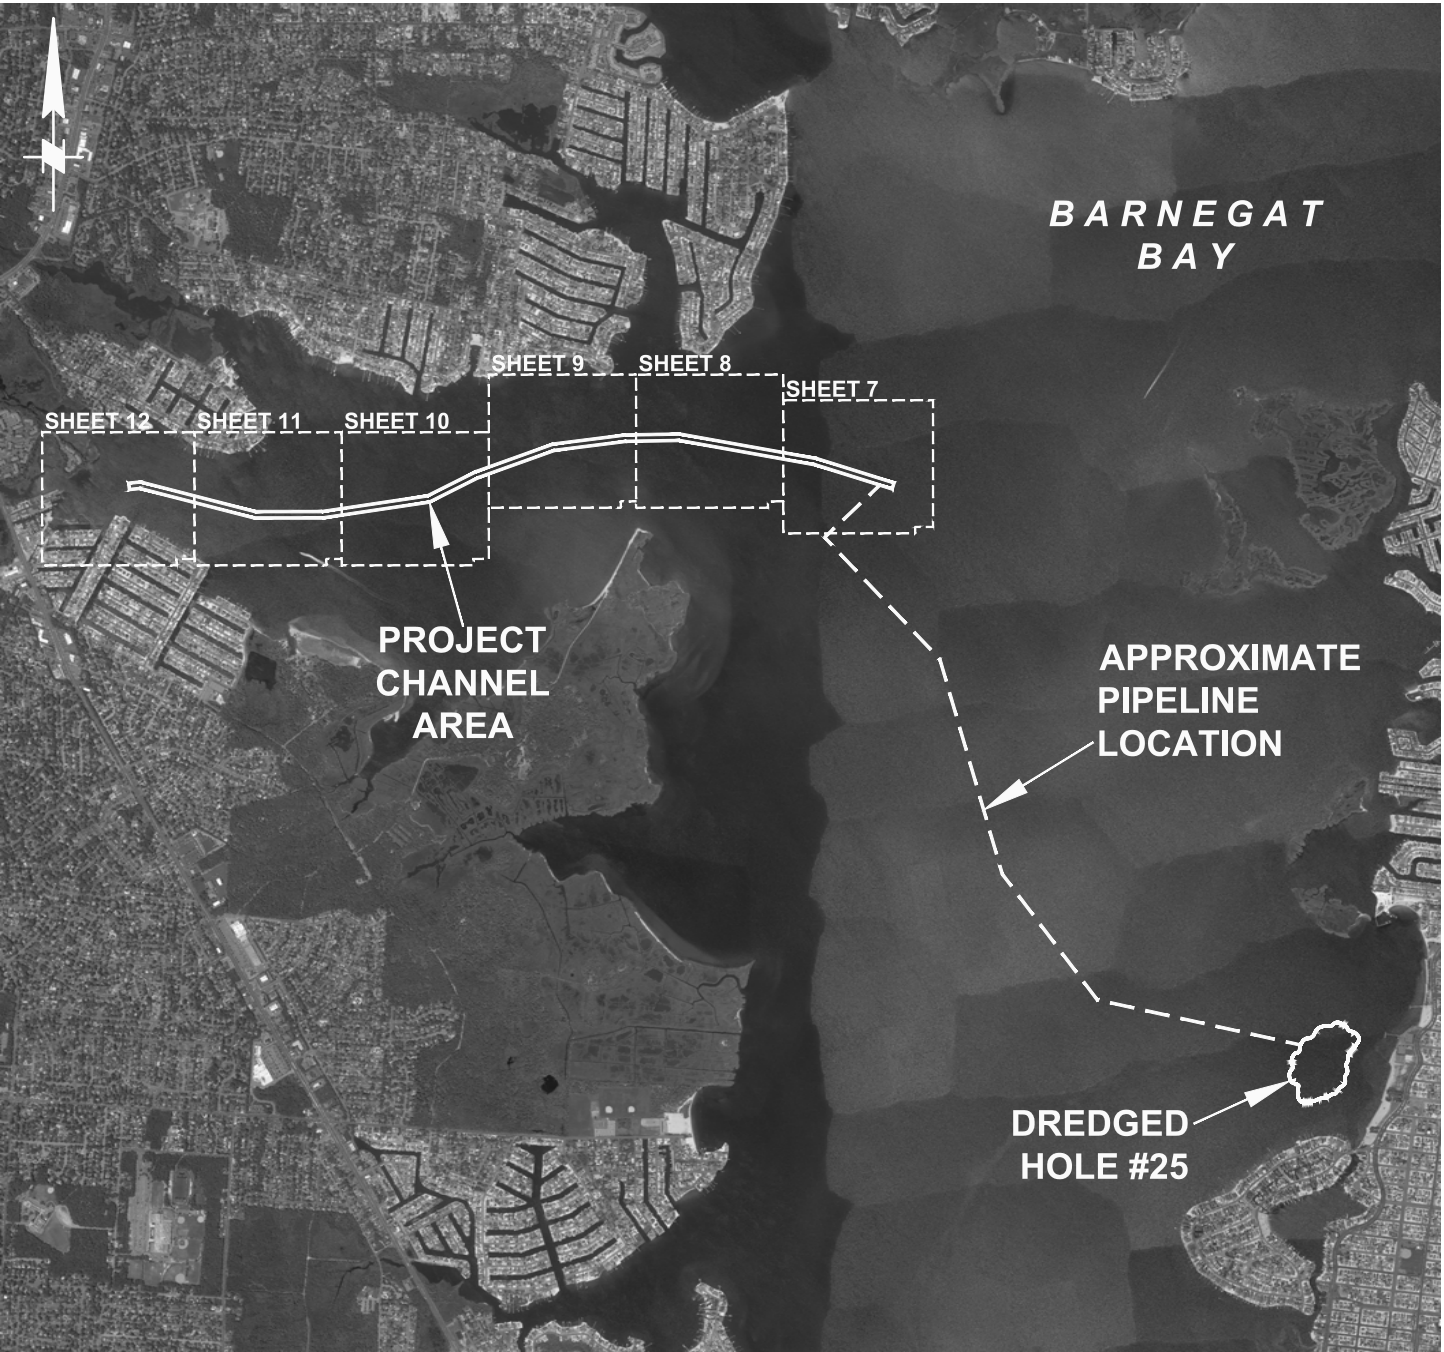 BARNEGAT
BAY
SHEET 9
SHEET 8
SHEET 7
SHEET 12
SHEET 11
SHEET 10
PROJECT
CHANNEL
AREA
APPROXIMATE
PIPELINE
LOCATION
DREDGED
HOLE #25